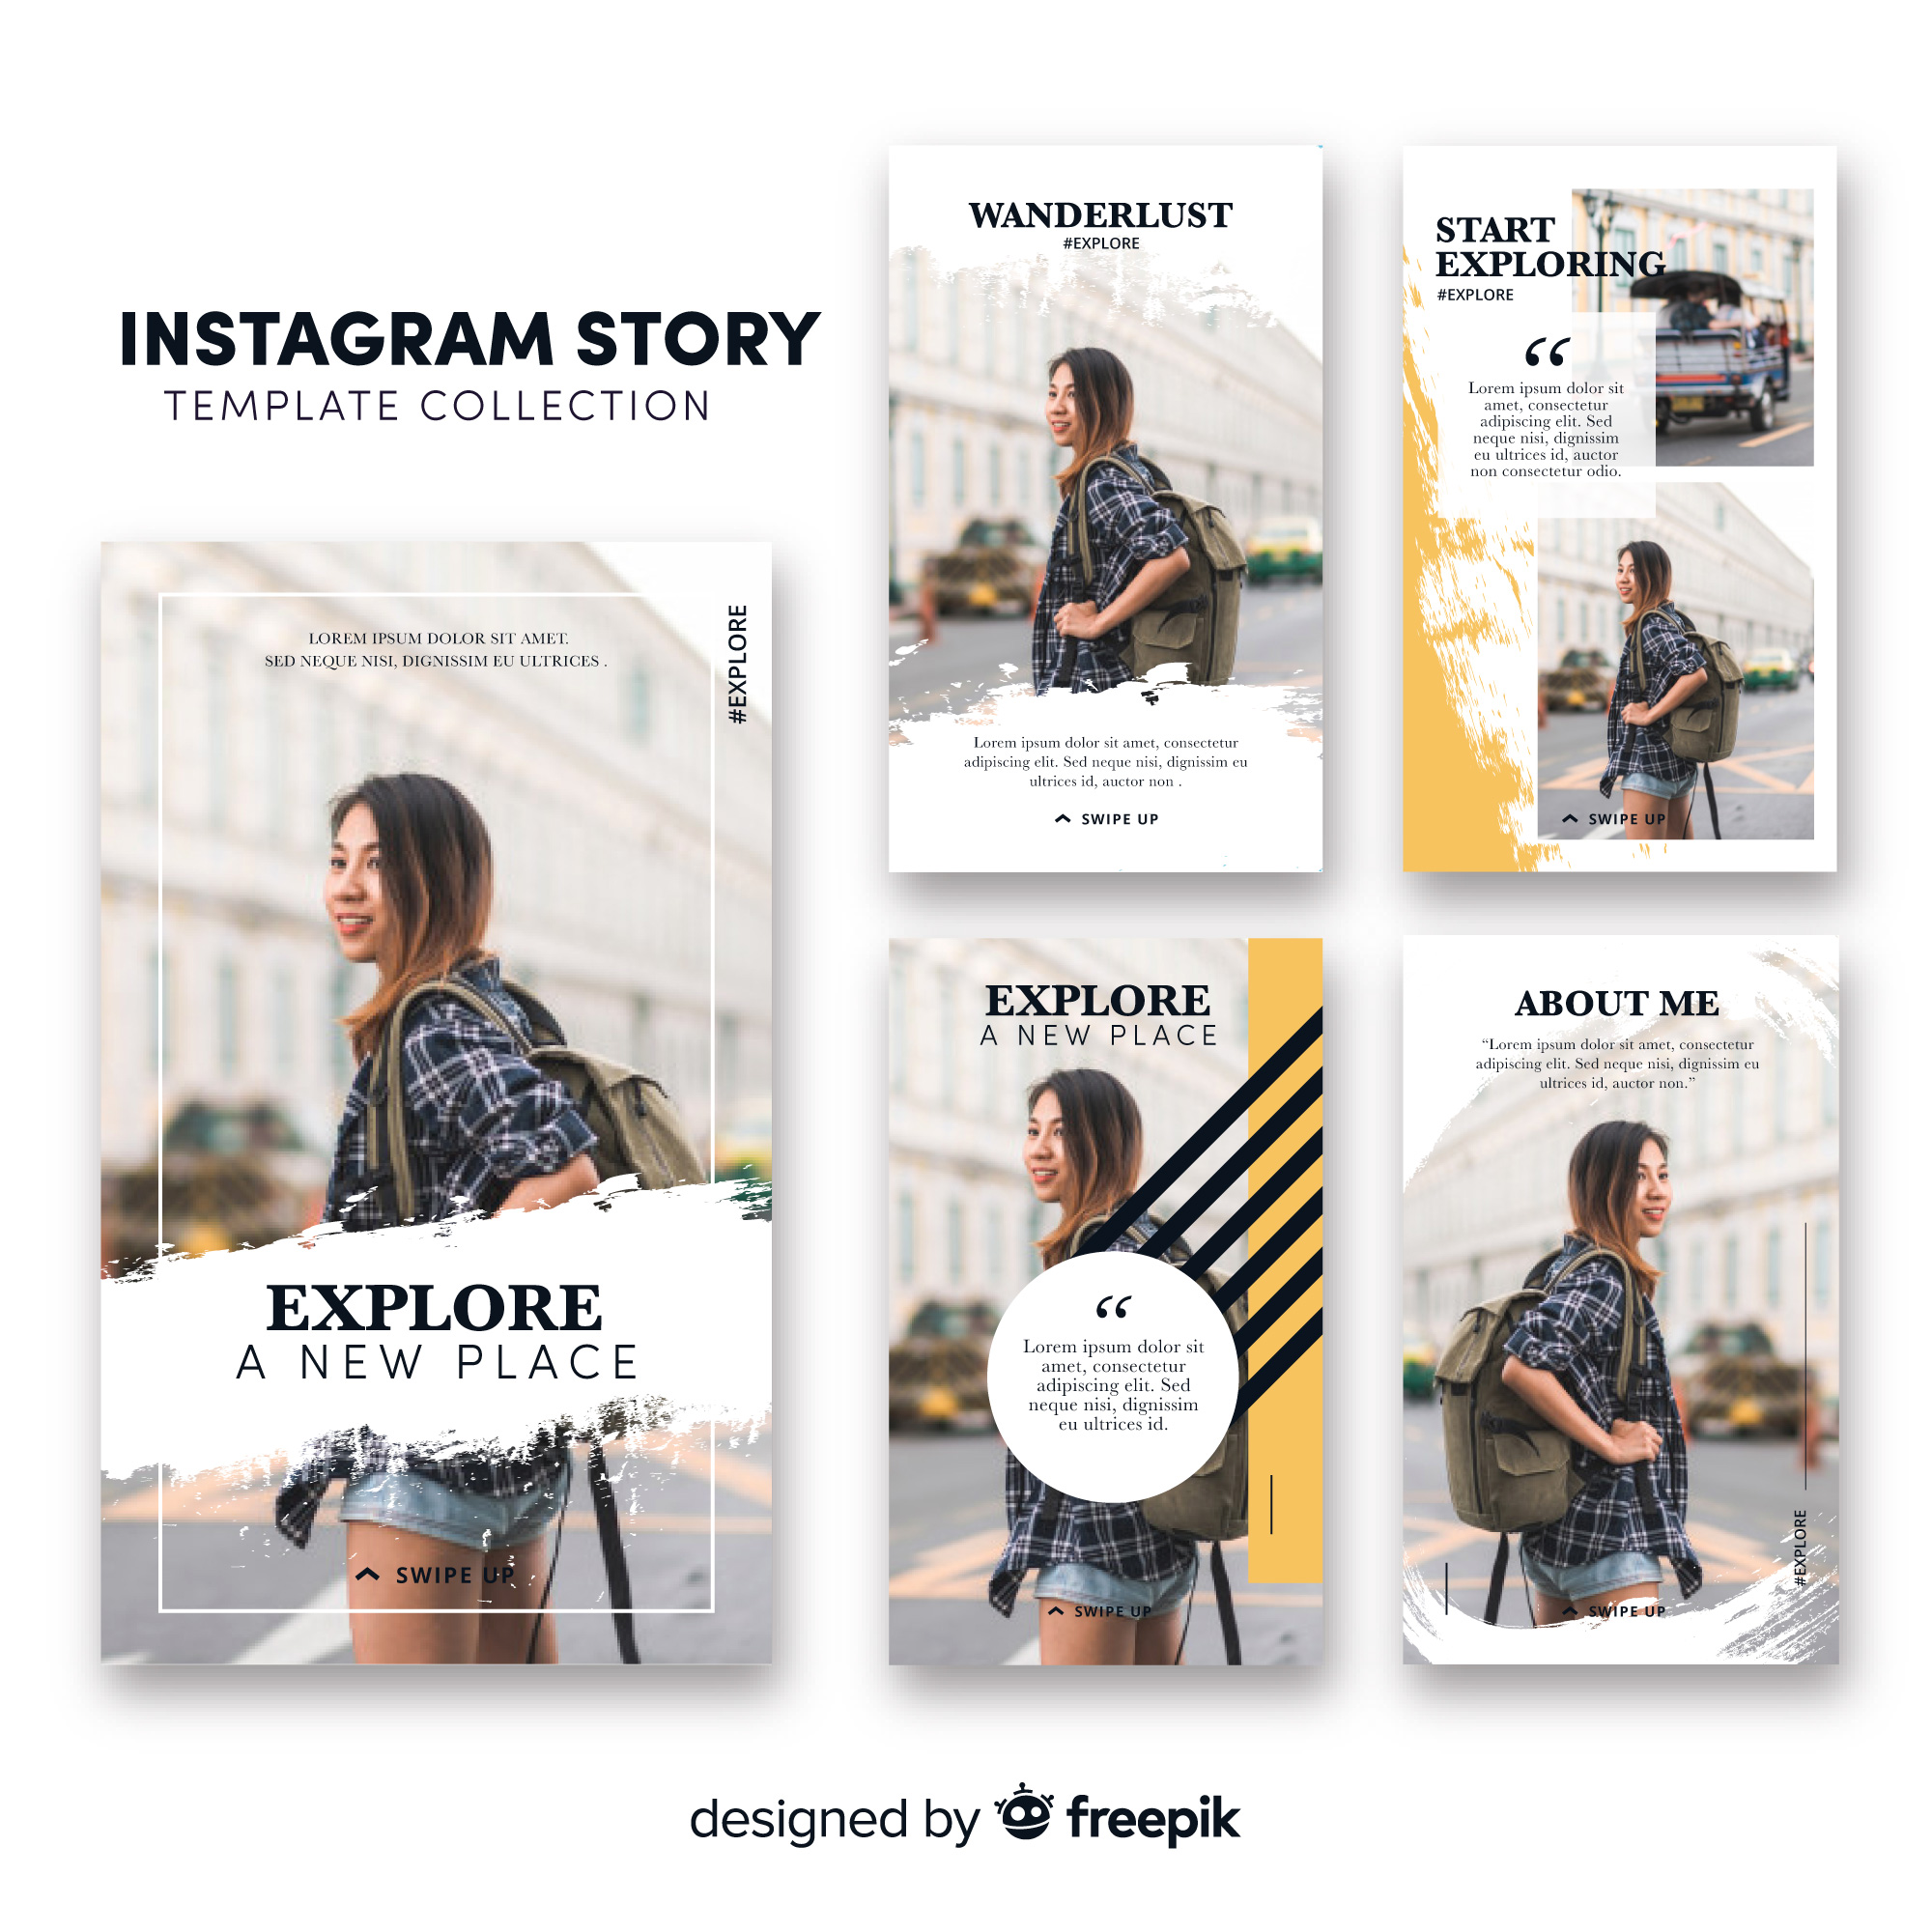 INSTAGRAM STORY
TEMPLATE COLLECTION
LOREM IPSUM DOLOR SIT AMET.
SED NEQUE NISI, DIGNISSIM EU ULTRICES .
#EXPLORE
EXPLORE
A NEW PLACE
SWIPE UP
WANDERLUST
#EXPLORE
Lorem ipsum dolor sit amet, consectetur
adipiscing elit. Sed neque nisi, dignissim eu
ultrices id, auctor non .
SWIPE UP
START
EXPLORING
#EXPLORE
“
Lorem ipsum dolor sit
amet, consectetur
adipiscing elit. Sed
neque nisi, dignissim
eu ultrices id, auctor
non consectetur odio.
SWIPE UP
EXPLORE
A NEW PLACE
“
Lorem ipsum dolor sit
amet, consectetur
adipiscing elit. Sed
neque nisi, dignissim
eu ultrices id.
SWIPE UP
ABOUT ME
“Lorem ipsum dolor sit amet, consectetur
adipiscing elit. Sed neque nisi, dignissim eu
ultrices id, auctor non.”
#EXPLORE
SWIPE UP
designed by freepik